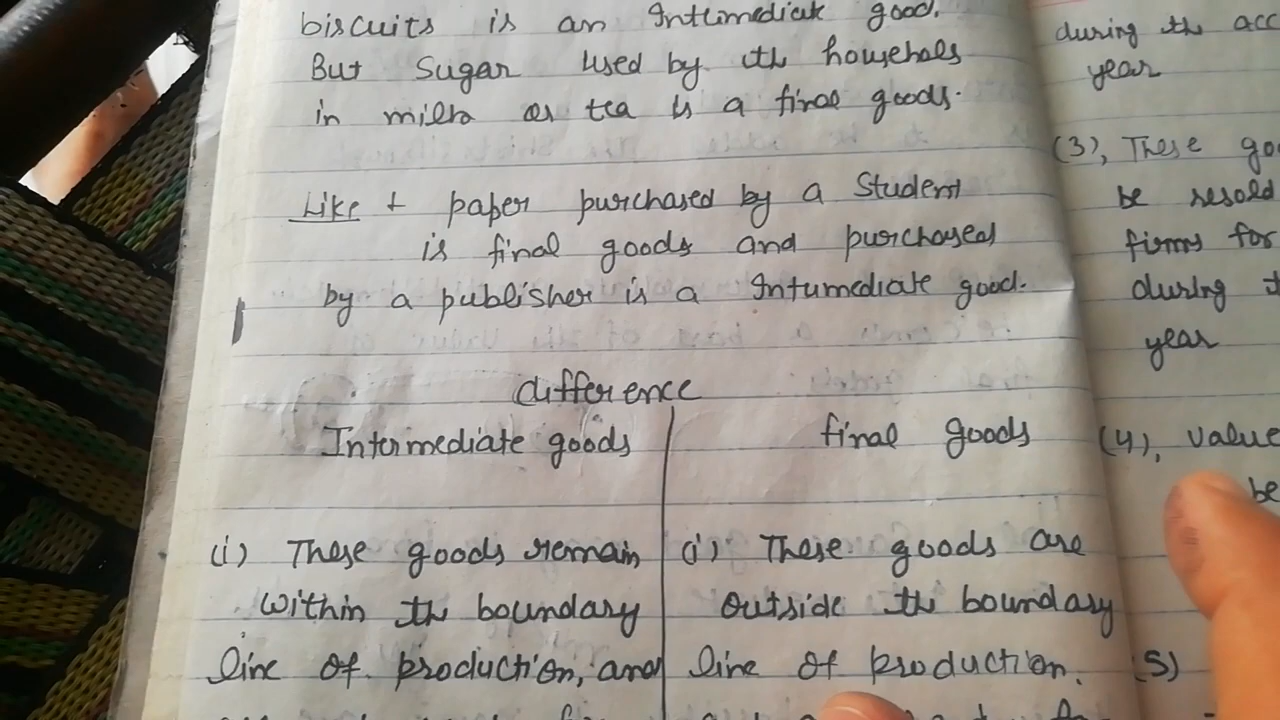 biscuits is an Intermediate good.
But Sugar used by the households
in milk or tea is a final goods.
Like + paper purchased by a Student
is final goods and purchased
by a publisher is a Intermediate good.
difference
Intermediate goods
(i) These goods remain
within the boundary
line of production, and
final goods
(i) These goods are
outside the boundary
line of production.
during the acc
year
(3), These go
be resold
firms for
during
year
(4), value
be
(5)